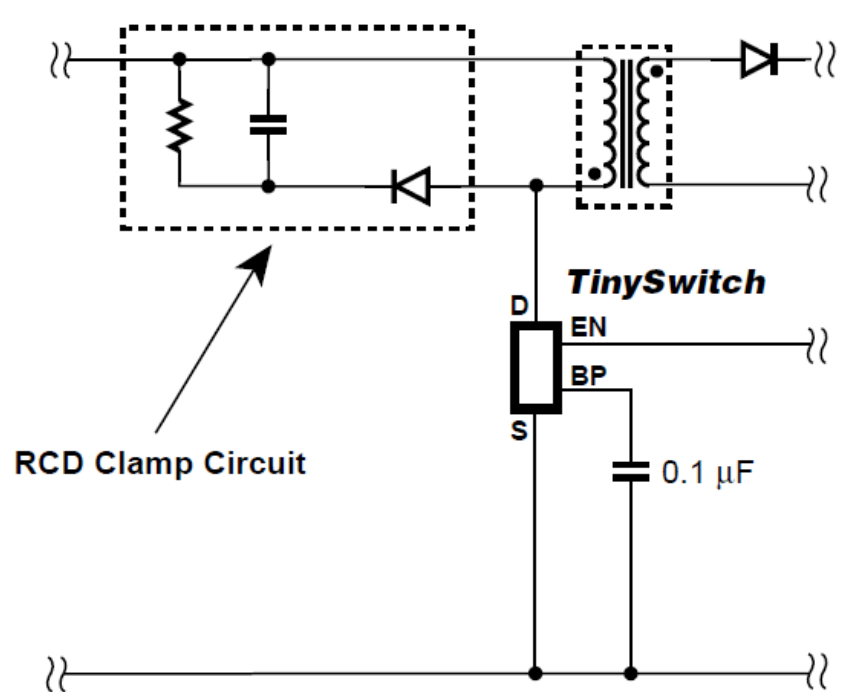 TinySwitch
D
EN
BP
S
RCD Clamp Circuit
0.1 μF